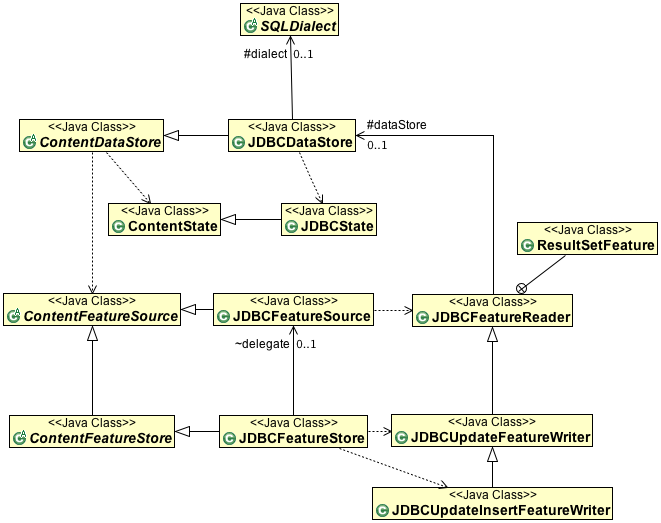 <<Java Class>>
SQLDialect
#dialect 0..1
<<Java Class>>
ContentDataStore
<<Java Class>>
JDBCDataStore
#dataStore
0..1
<<Java Class>>
ContentState
<<Java Class>>
JDBCState
<<Java Class>>
ResultSetFeature
<<Java Class>>
ContentFeatureSource
<<Java Class>>
JDBCFeatureSource
<<Java Class>>
JDBCFeatureReader
~delegate 0..1
<<Java Class>>
ContentFeatureStore
<<Java Class>>
JDBCFeatureStore
<<Java Class>>
JDBCUpdateFeatureWriter
<<Java Class>>
JDBCUpdateInsertFeatureWriter